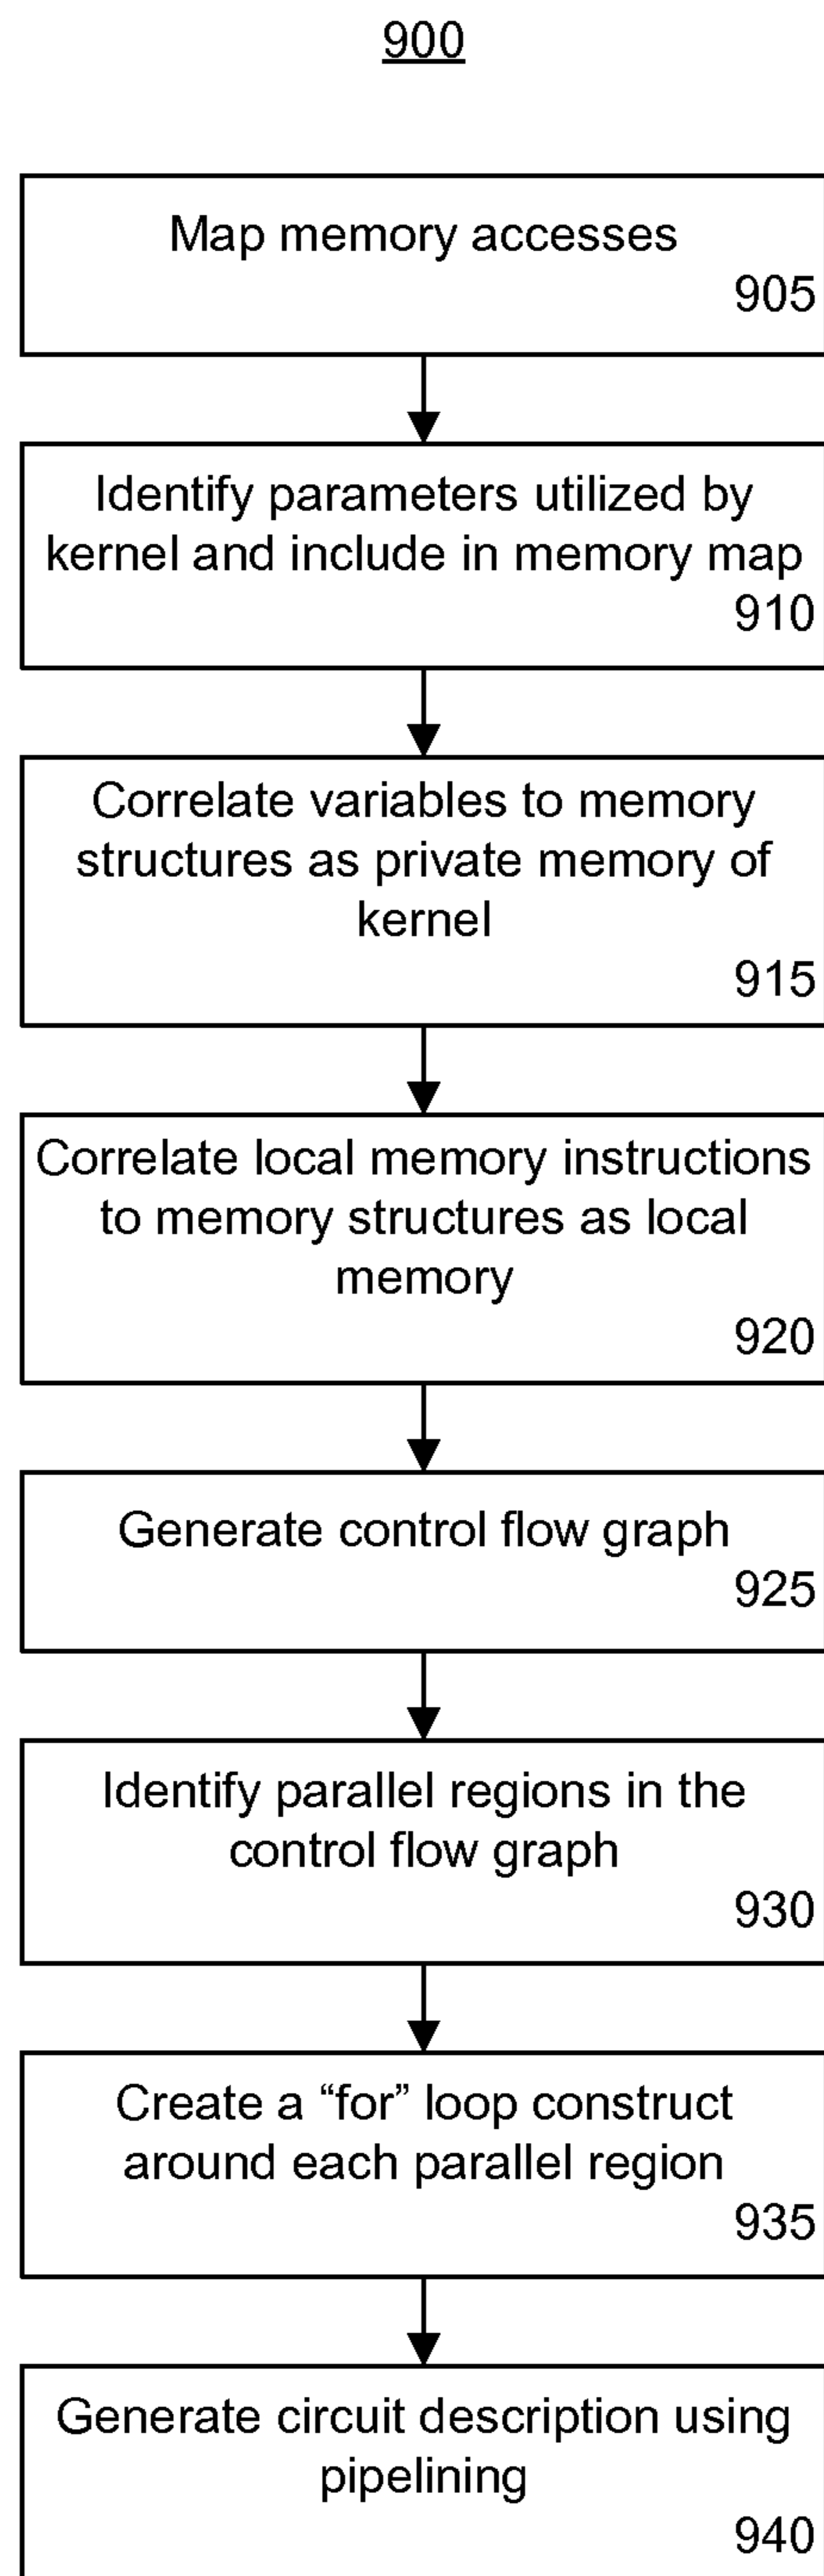 900
Map memory accesses
905
Identify parameters utilized by
kernel and include in memory map
910
Correlate variables to memory
structures as private memory of
kernel
915
Correlate local memory instructions
to memory structures as local
memory
920
Generate control flow graph
925
Identify parallel regions in the
control flow graph
930
Create a “for” loop construct
around each parallel region
935
Generate circuit description using
pipelining
940